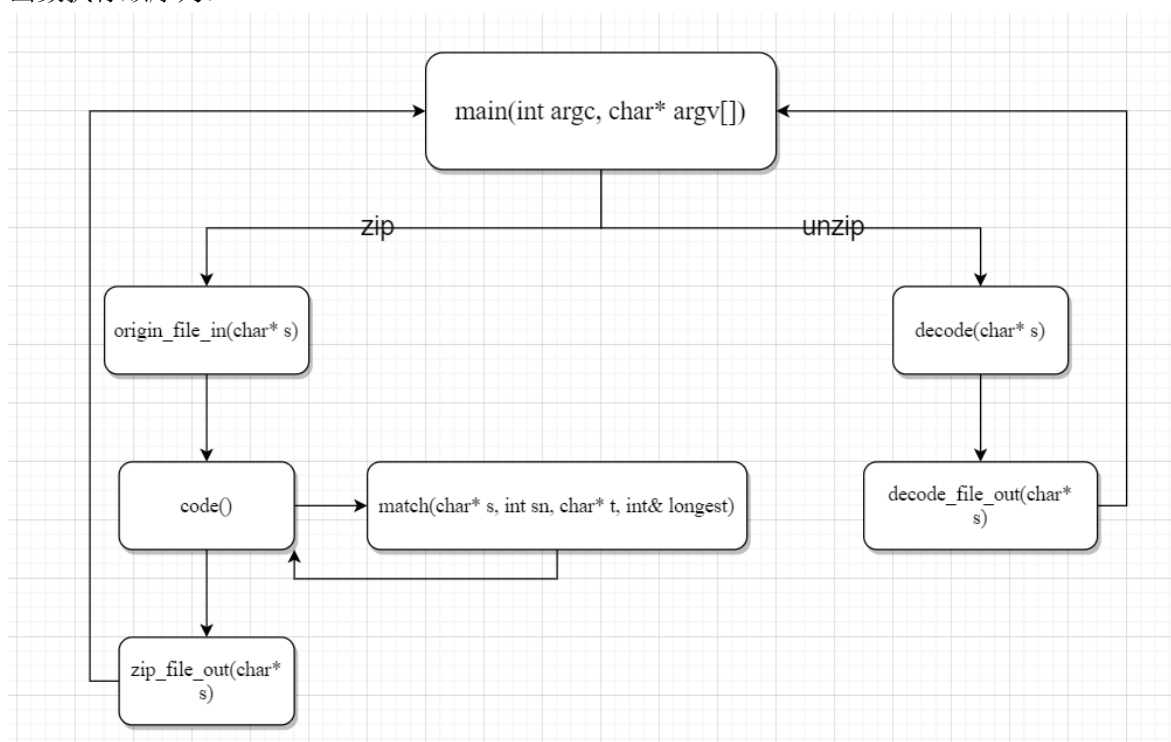 main(int argc, char* argv[])
zip
unzip
origin_file_in(char* s)
decode(char* s)
code()
match(char* s, int sn, char* t, int& longest)
decode_file_out(char*
s)
zip_file_out(char*
s)